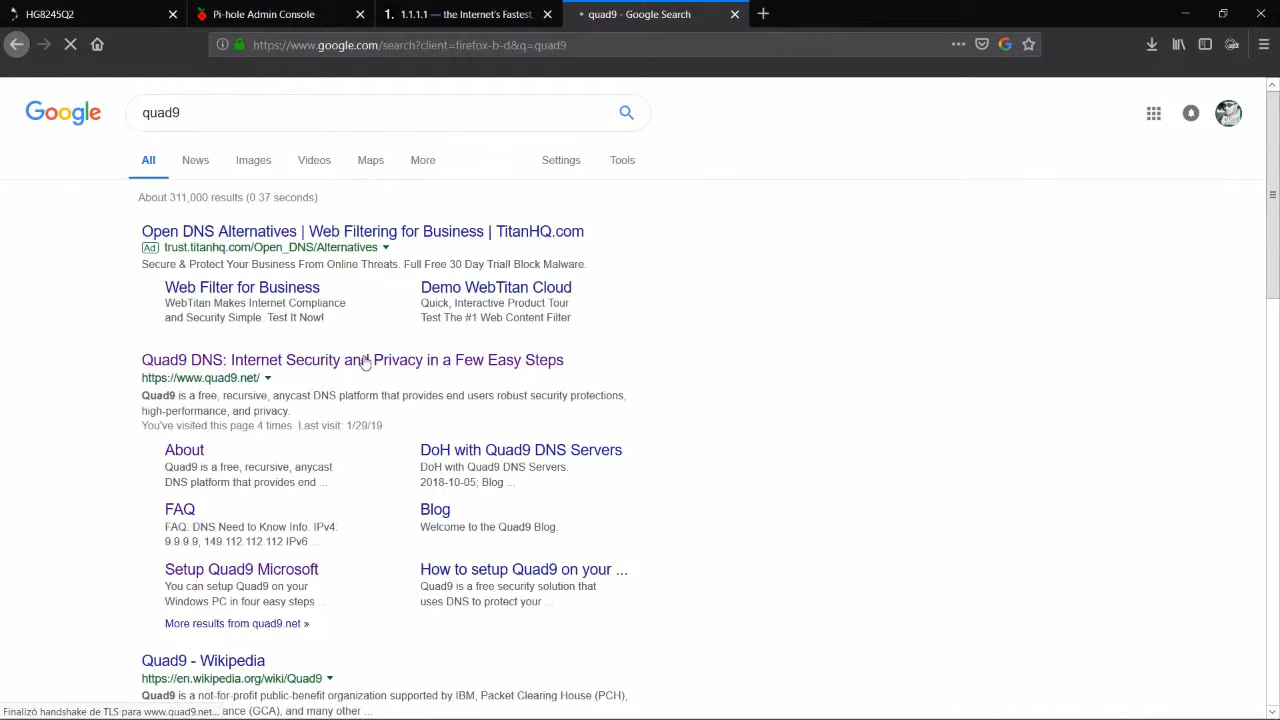 HG8245Q2
Pi-hole Admin Console
1. 1.1.1.1 — the Internet's Fastest,
quad9 - Google Search
https://www.google.com/search?client=firefox-b-d&q=quad9
Google
quad9
All
News
Images
Videos
Maps
More
Settings
Tools
About 311,000 results (0.37 seconds)
Open DNS Alternatives | Web Filtering for Business | TitanHQ.com
Ad trust.titanhq.com/Open_DNS/Alternatives
Secure & Protect Your Business From Online Threats. Full Free 30 Day Triall Block Malware.
Web Filter for Business
WebTitan Makes Internet Compliance
and Security Simple. Test It Now!
Demo WebTitan Cloud
Quick, Interactive Product Tour
Test The #1 Web Content Filter
Quad9 DNS: Internet Security and Privacy in a Few Easy Steps
https://www.quad9.net/
Quad9 is a free, recursive, anycast DNS platform that provides end users robust security protections,
high-performance, and privacy.
You've visited this page 4 times. Last visit: 1/29/19
About
Quad9 is a free, recursive, anycast
DNS platform that provides end ...
DoH with Quad9 DNS Servers
DoH with Quad9 DNS Servers.
2018-10-05; Blog ...
FAQ
FAQ. DNS Need to Know Info. IPv4:
9.9.9.9, 149.112.112.112 IPv6 ...
Blog
Welcome to the Quad9 Blog.
Setup Quad9 Microsoft
You can setup Quad9 on your
Windows PC in four easy steps ...
How to setup Quad9 on your ...
Quad9 is a free security solution that
uses DNS to protect your ...
More results from quad9.net »
Quad9 - Wikipedia
https://en.wikipedia.org/wiki/Quad9
Quad9 is a not-for-profit public-benefit organization supported by IBM, Packet Clearing House (PCH),
ance (GCA), and many other ...
Finalizó handshake de TLS para www.quad9.net...